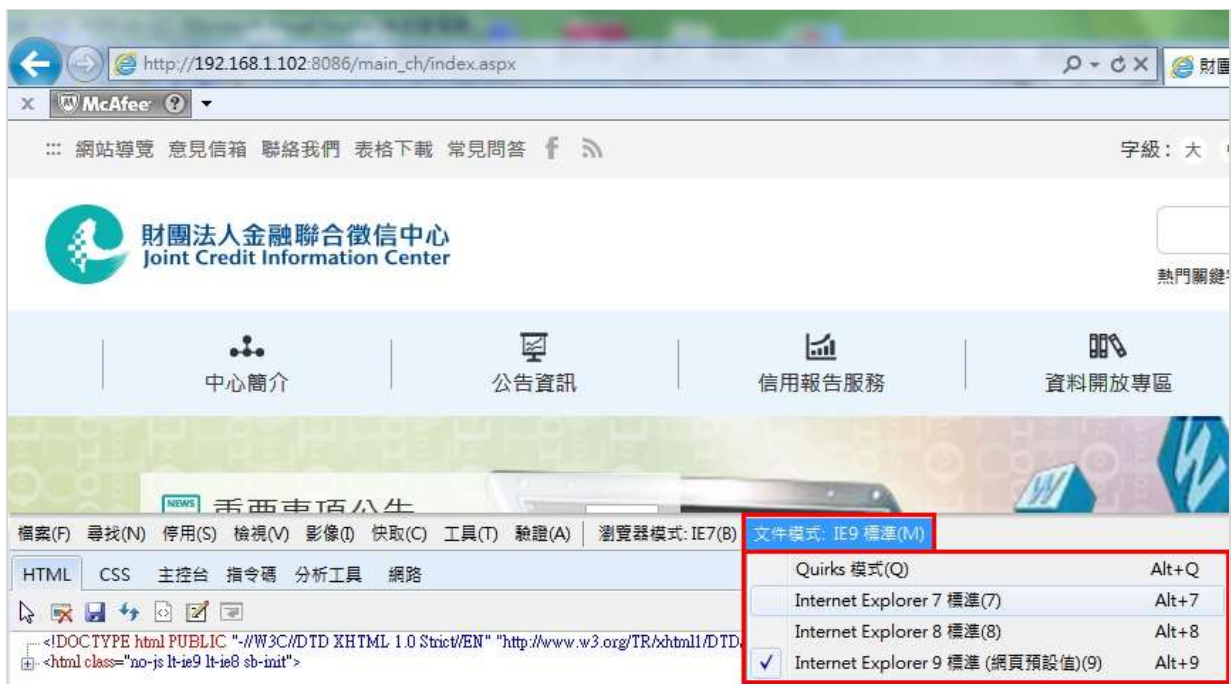 http://192.168.1.102:8086/main_ch/index.aspx
x McAfee ?
::: 網站導覽 意見信箱 聯絡我們 表格下載 常見問答 f
字級：大
財團法人金融聯合徵信中心
Joint Credit Information Center
中心簡介 公告資訊 信用報告服務 資料開放專區
NEWS 重要事項公告
檔案(F) 尋找(N) 停用(S) 檢視(V) 影像(I) 快取(C) 工具(T) 驗證(A) 瀏覽器模式: IE7(B) 文件模式: IE9 標準(M)
HTML CSS 主控台 指令碼 分析工具 網路
Quirks 模式(Q) Alt+Q
Internet Explorer 7 標準(7) Alt+7
Internet Explorer 8 標準(8) Alt+8
Internet Explorer 9 標準 (網頁預設值)(9) Alt+9
<!DOCTYPE html PUBLIC "-//W3C//DTD XHTML 1.0 Strict//EN" "http://www.w3.org/TR/xhtml1/DTD
<html class="no-js lt-ie9 lt-ie8 sb-init">